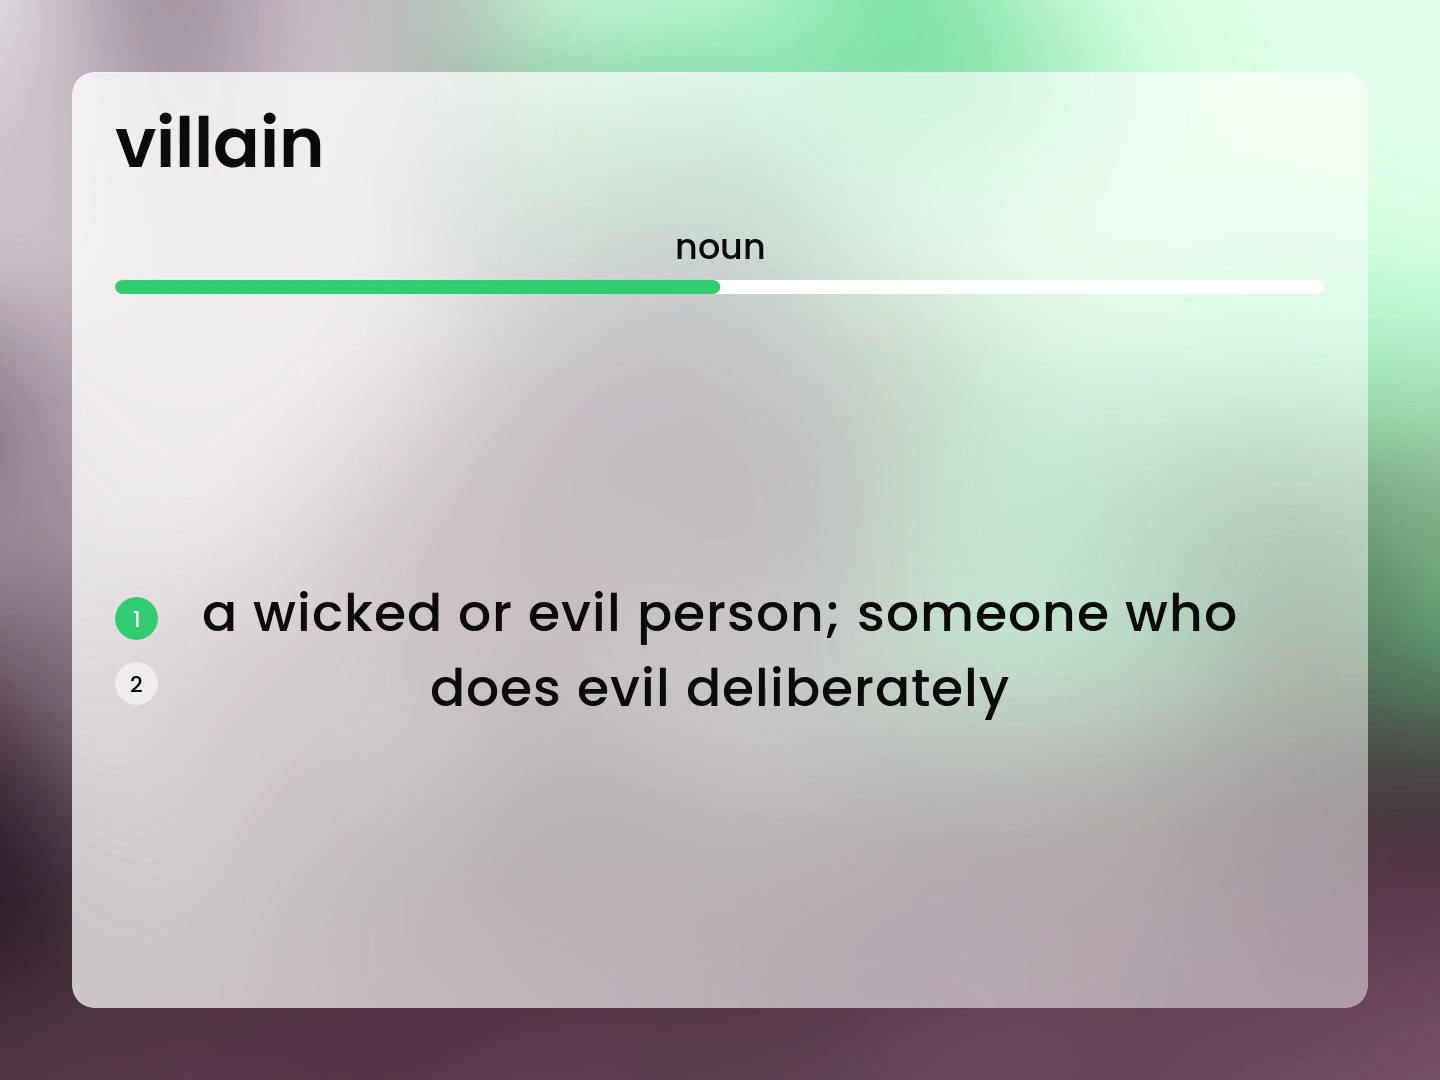 villain
noun
1
a wicked or evil person; someone who
2
does evil deliberately